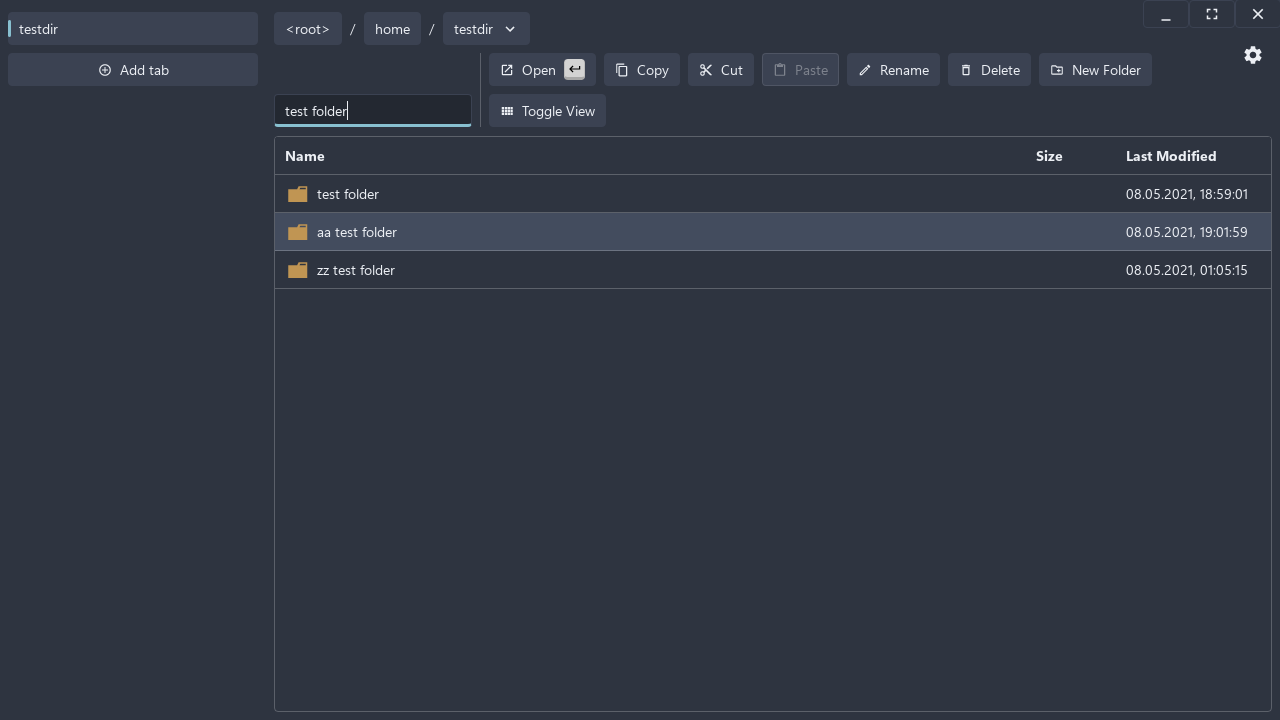 testdir
Add tab
<root> / home / testdir
Open Copy Cut Paste Rename Delete New Folder
test folder
Toggle View
Name Size Last Modified
test folder 08.05.2021, 18:59:01
aa test folder 08.05.2021, 19:01:59
zz test folder 08.05.2021, 01:05:15